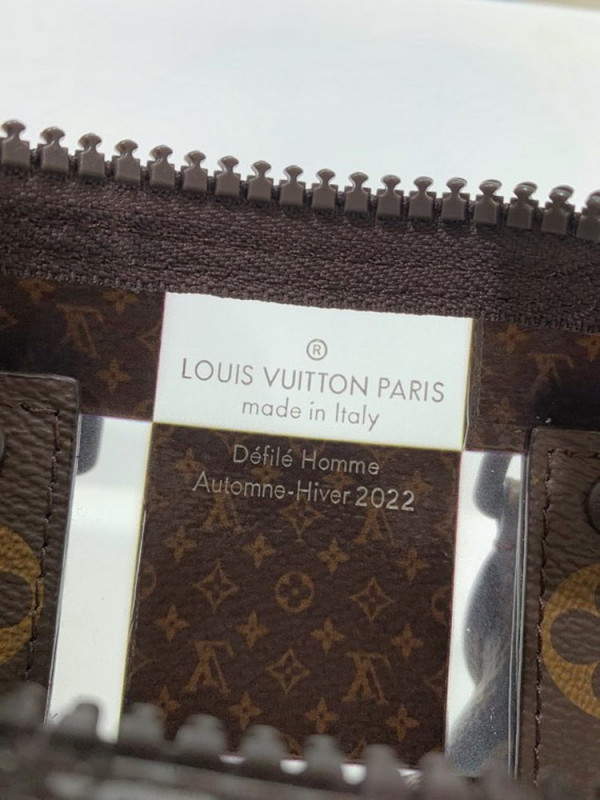 ®
LOUIS VUITTON PARIS
made in Italy
Défilé Homme
Automne-Hiver 2022